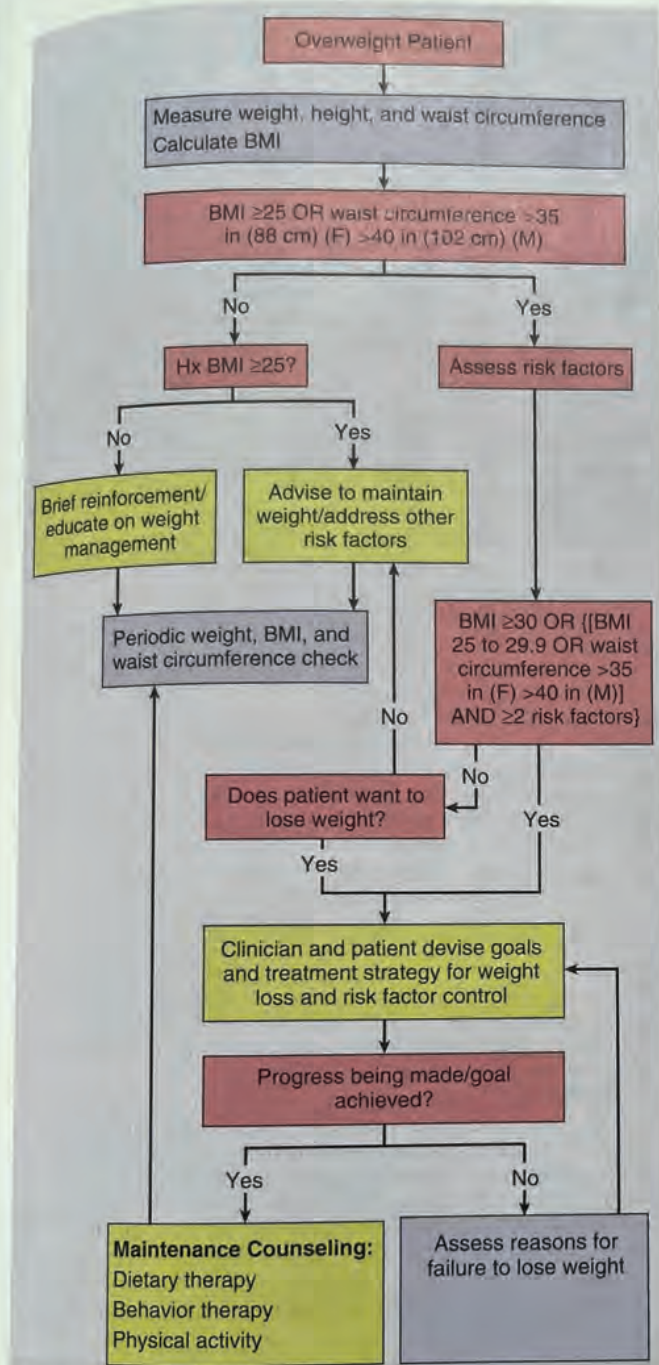 Overweight Patient
Measure weight, height, and waist circumference
Calculate BMI
BMI ≥25 OR waist circumference >35
in (88 cm) (F) >40 in (102 cm) (M)
No
Yes
Hx BMI ≥25?
Assess risk factors
No
Yes
Brief reinforcement/
educate on weight
management
Advise to maintain
weight/address other
risk factors
Periodic weight, BMI, and
waist circumference check
BMI ≥30 OR {[BMI
25 to 29.9 OR waist
circumference >35
in (F) >40 in (M)]
AND ≥2 risk factors}
No
No
Does patient want to
lose weight?
Yes
Yes
Clinician and patient devise goals
and treatment strategy for weight
loss and risk factor control
Progress being made/goal
achieved?
Yes
No
Maintenance Counseling:
Dietary therapy
Behavior therapy
Physical activity
Assess reasons for
failure to lose weight